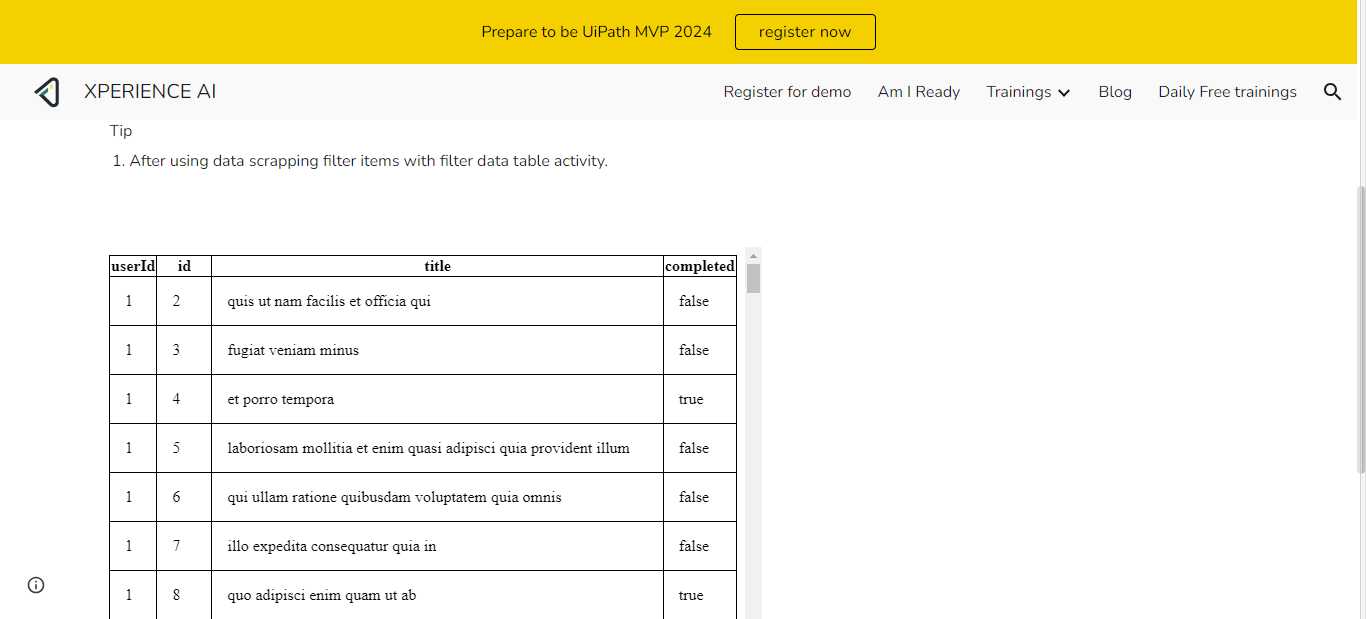 Prepare to be UiPath MVP 2024 register now
XPERIENCE AI Register for demo Am I Ready Trainings Blog Daily Free trainings
Tip
1. After using data scrapping filter items with filter data table activity.
userId id title completed
1 2 quis ut nam facilis et officia qui false
1 3 fugiat veniam minus false
1 4 et porro tempora true
1 5 laboriosam mollitia et enim quasi adipisci quia provident illum false
1 6 qui ullam ratione quibusdam voluptatem quia omnis false
1 7 illo expedita consequatur quia in false
1 8 quo adipisci enim quam ut ab true